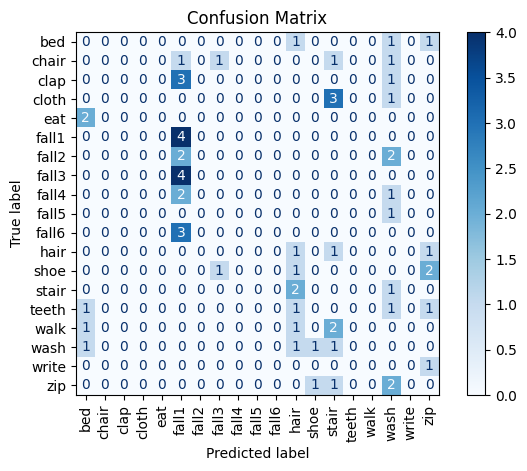 Confusion Matrix
bed 0 0 0 0 0 0 0 0 0 0 0 1 0 0 0 0 1 0 1
chair 0 0 0 0 0 1 0 1 0 0 0 0 0 1 0 0 1 0 0
clap 0 0 0 0 0 3 0 0 0 0 0 0 0 0 0 0 1 0 0
cloth 0 0 0 0 0 0 0 0 0 0 0 0 0 3 0 0 1 0 0
eat 2 0 0 0 0 0 0 0 0 0 0 0 0 0 0 0 0 0 0
fall1 0 0 0 0 0 4 0 0 0 0 0 0 0 0 0 0 0 0 0
fall2 0 0 0 0 0 2 0 0 0 0 0 0 0 0 0 0 2 0 0
fall3 0 0 0 0 0 4 0 0 0 0 0 0 0 0 0 0 0 0 0
fall4 0 0 0 0 0 2 0 0 0 0 0 0 0 0 0 0 1 0 0
fall5 0 0 0 0 0 0 0 0 0 0 0 0 0 0 0 0 1 0 0
fall6 0 0 0 0 0 3 0 0 0 0 0 0 0 0 0 0 0 0 0
hair 0 0 0 0 0 0 0 0 0 0 0 1 0 1 0 0 0 0 1
shoe 0 0 0 0 0 0 0 1 0 0 0 1 0 0 0 0 0 0 2
stair 0 0 0 0 0 0 0 0 0 0 0 2 0 0 0 0 1 0 0
teeth 1 0 0 0 0 0 0 0 0 0 0 1 0 0 0 0 1 0 1
walk 1 0 0 0 0 0 0 0 0 0 0 1 0 2 0 0 0 0 0
wash 1 0 0 0 0 0 0 0 0 0 0 1 1 1 0 0 0 0 0
write 0 0 0 0 0 0 0 0 0 0 0 0 0 0 0 0 0 0 1
zip 0 0 0 0 0 0 0 0 0 0 0 0 1 1 0 0 2 0 0
bed chair clap cloth eat fall1 fall2 fall3 fall4 fall5 fall6 hair shoe stair teeth walk wash write zip
Predicted label
True label
4.0
3.5
3.0
2.5
2.0
1.5
1.0
0.5
0.0